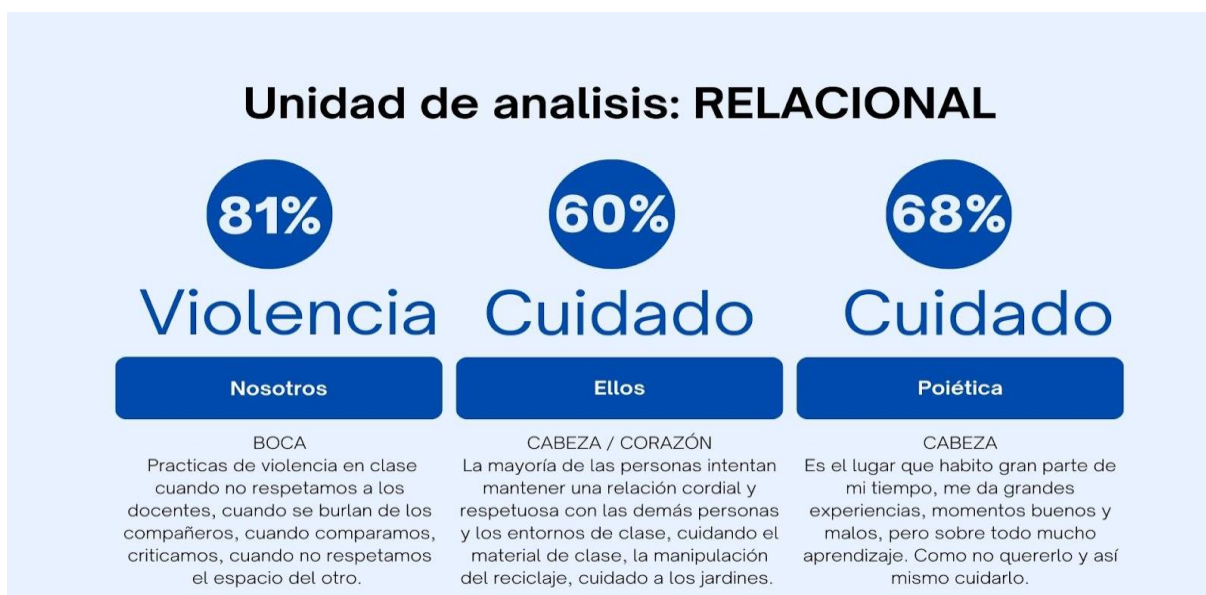 Unidad de analisis: RELACIONAL
81%
Violencia
Nosotros
BOCA
Practicas de violencia en clase
cuando no respetamos a los
docentes, cuando se burlan de los
compañeros, cuando comparamos,
criticamos, cuando no respetamos
el espacio del otro.
60%
Cuidado
Ellos
CABEZA / CORAZÓN
La mayoría de las personas intentan
mantener una relación cordial y
respetuosa con las demás personas
y los entornos de clase, cuidando el
material de clase, la manipulación
del reciclaje, cuidado a los jardines.
68%
Cuidado
Poiética
CABEZA
Es el lugar que habito gran parte de
mi tiempo, me da grandes
experiencias, momentos buenos y
malos, pero sobre todo mucho
aprendizaje. Como no quererlo y así
mismo cuidarlo.